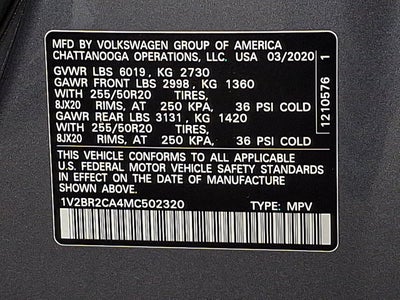 MFD BY VOLKSWAGEN GROUP OF AMERICA
CHATTANOOGA OPERATIONS, LLC. USA 03/2020
GVWR LBS 6019, KG 2730
GAWR FRONT LBS 2998, KG 1360
WITH 255/50R20 TIRES,
8JX20 RIMS, AT 250 KPA, 36 PSI COLD
GAWR REAR LBS 3131, KG 1420
WITH 255/50R20 TIRES,
8JX20 RIMS, AT 250 KPA, 36 PSI COLD
THIS VEHICLE CONFORMS TO ALL APPLICABLE
U.S. FEDERAL MOTOR VEHICLE SAFETY STANDARDS
IN EFFECT ON THE DATE OF MANUFACTURE
SHOWN ABOVE.
1V2BR2CA4MC502320 TYPE: MPV
1210576 1